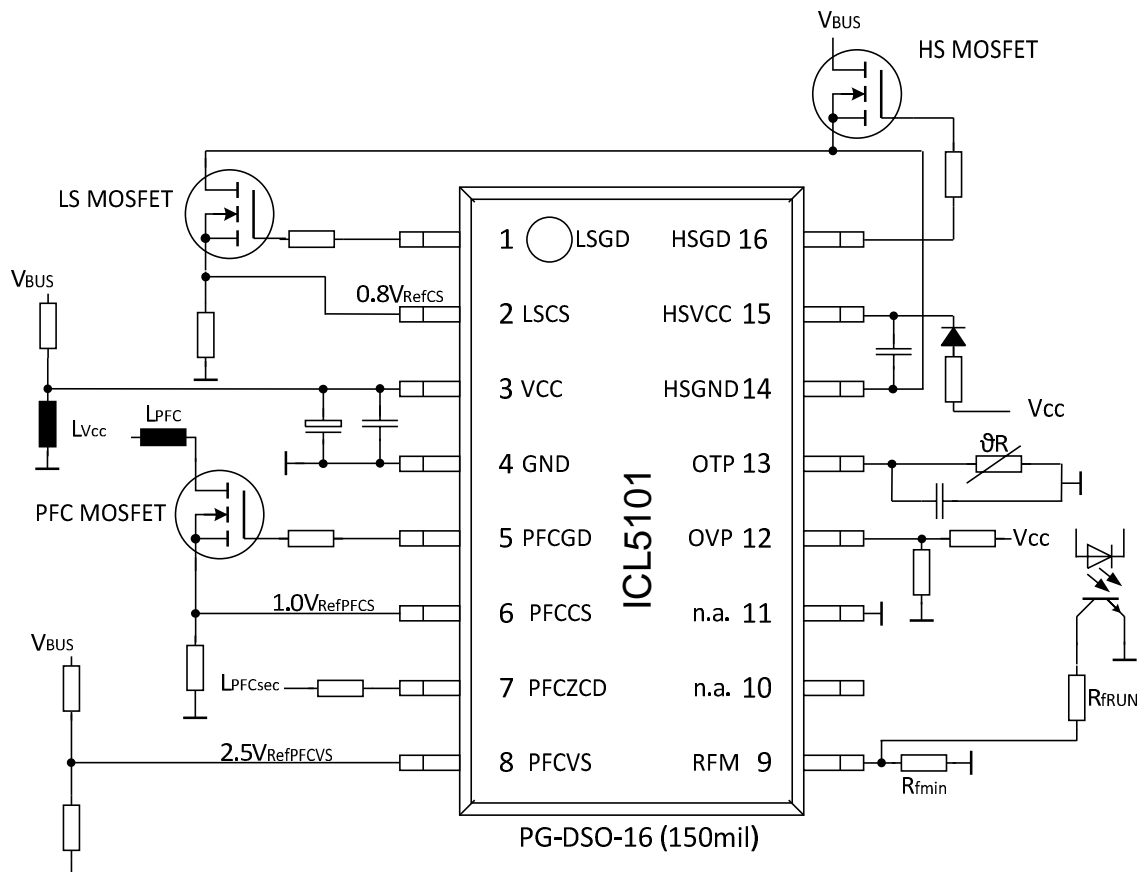 VBUS
HS MOSFET
LS MOSFET
1 LSGD
HSGD 16
VBUS
0.8VRefCS
2 LSCS
HSVCC 15
3 VCC
HSGND 14
Vcc
LVcc
LPFC
4 GND
OTP 13
ϑR
PFC MOSFET
5 PFCGD
OVP 12
Vcc
ICL5101
1.0VRefPFCS
6 PFCCS
n.a. 11
VBUS
LPFCsec
7 PFCZCD
n.a. 10
RfRUN
2.5VRefPFCVS
8 PFCVS
RFM 9
Rfmin
PG-DSO-16 (150mil)